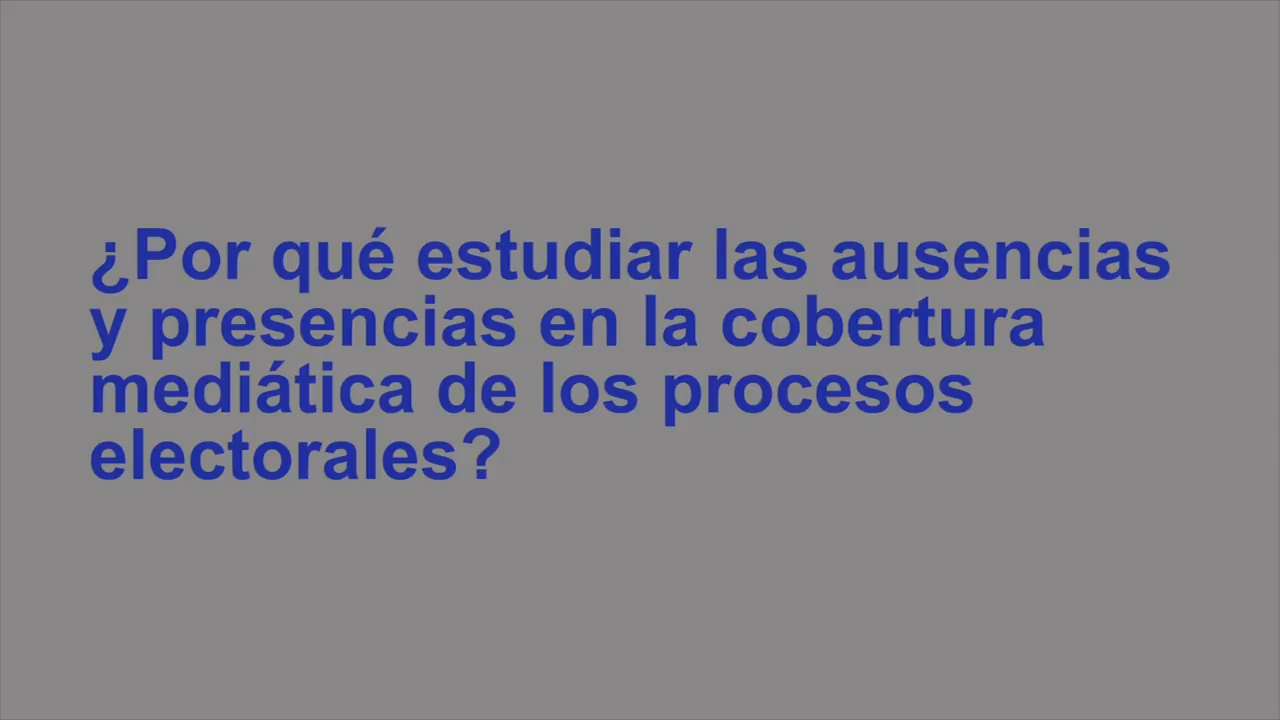 ¿Por qué estudiar las ausencias
y presencias en la cobertura
mediática de los procesos
electorales?